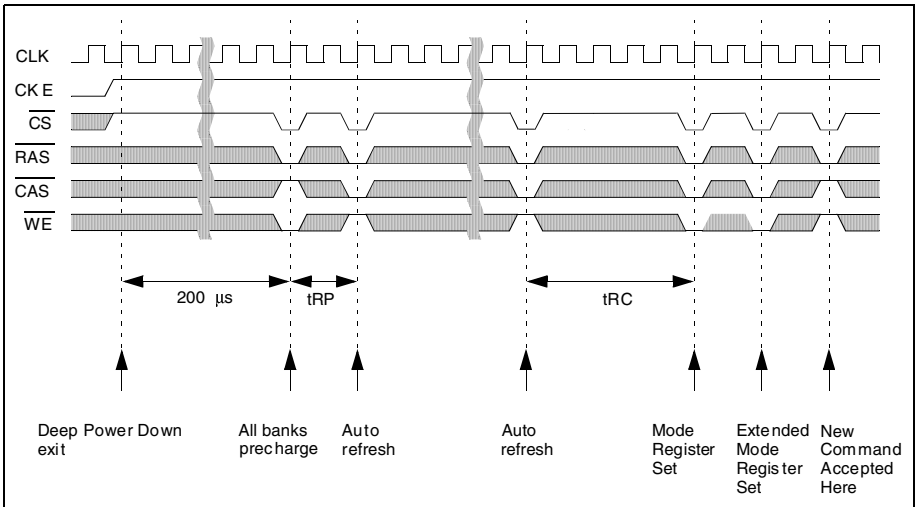 CLK
CKE
CS
RAS
CAS
WE
200 μs
tRP
tRC
Deep Power Down
exit
All banks
precharge
Auto
refresh
Auto
refresh
Mode
Register
Set
Extended
Mode
Register
Set
New
Command
Accepted
Here